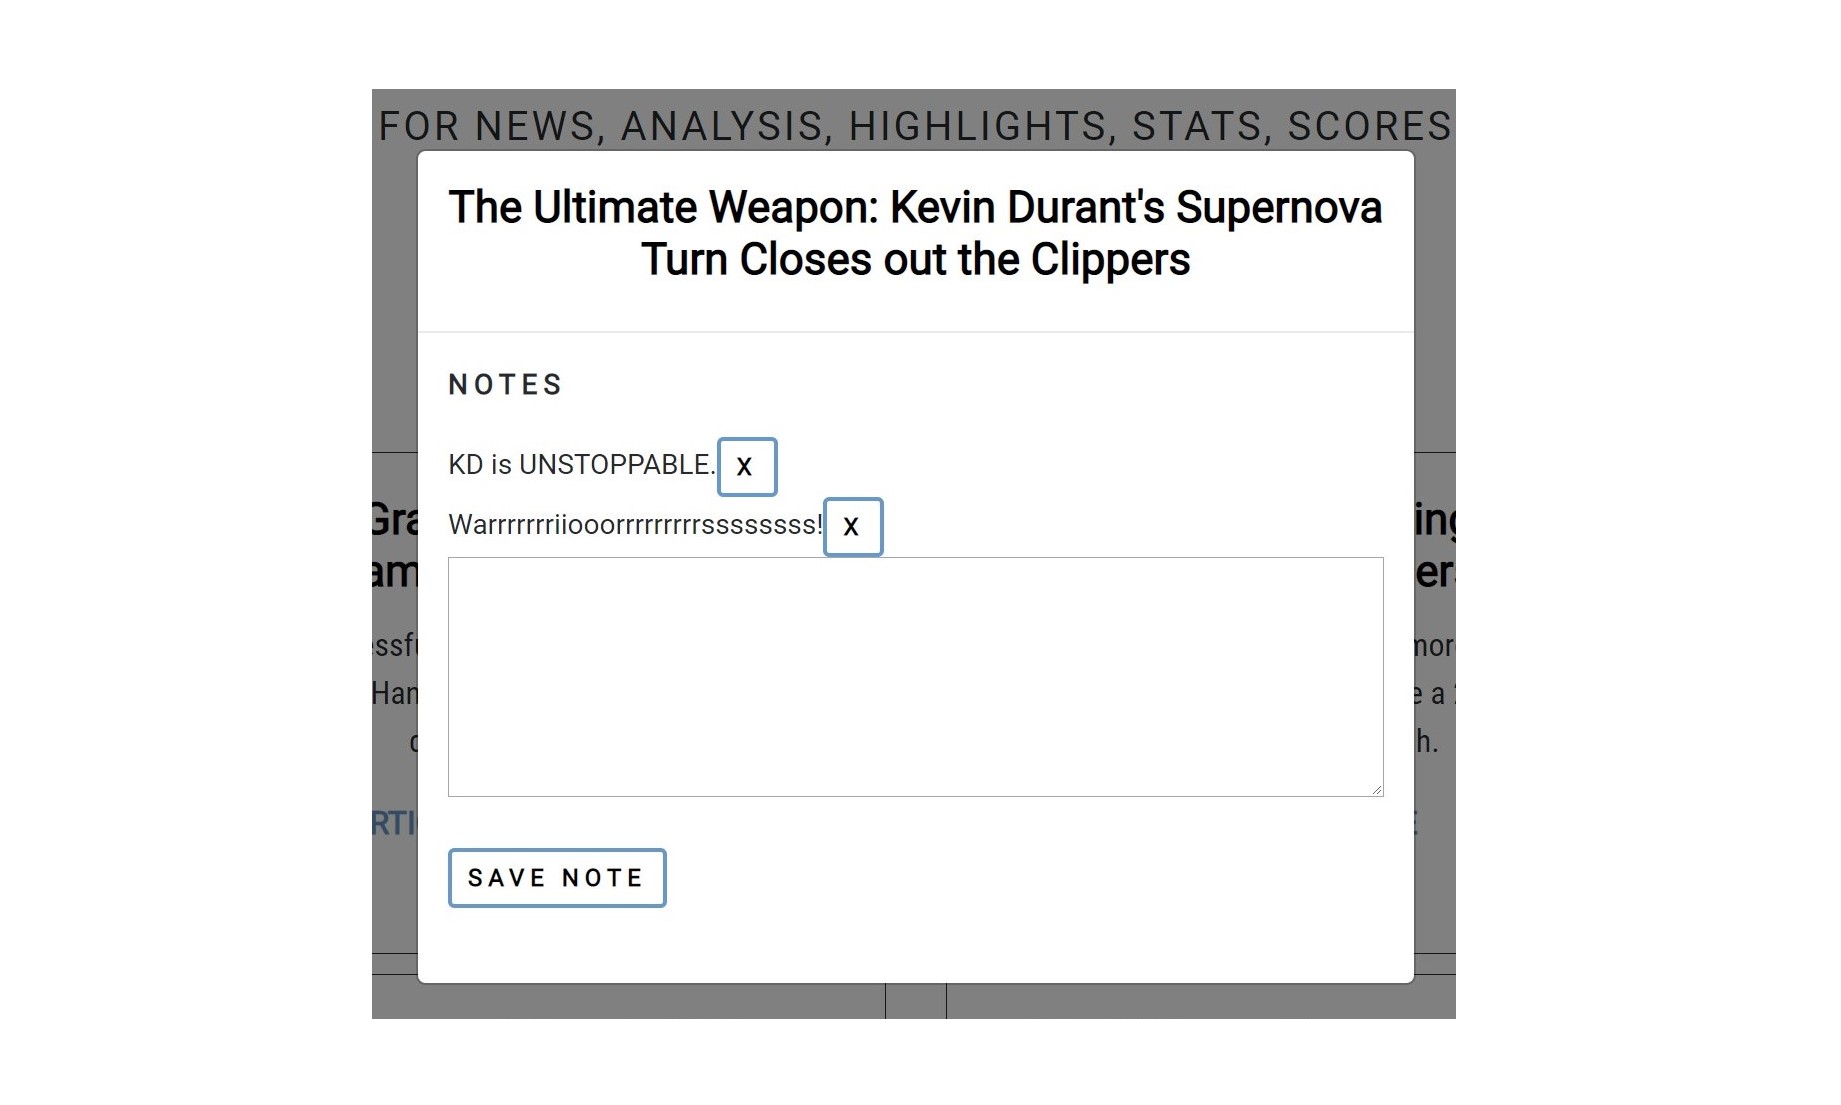 FOR NEWS, ANALYSIS, HIGHLIGHTS, STATS, SCORES
The Ultimate Weapon: Kevin Durant's Supernova
Turn Closes out the Clippers
NOTES
KD is UNSTOPPABLE. X
Warrrrrrriiooorrrrrrrrrssssssss! X
SAVE NOTE